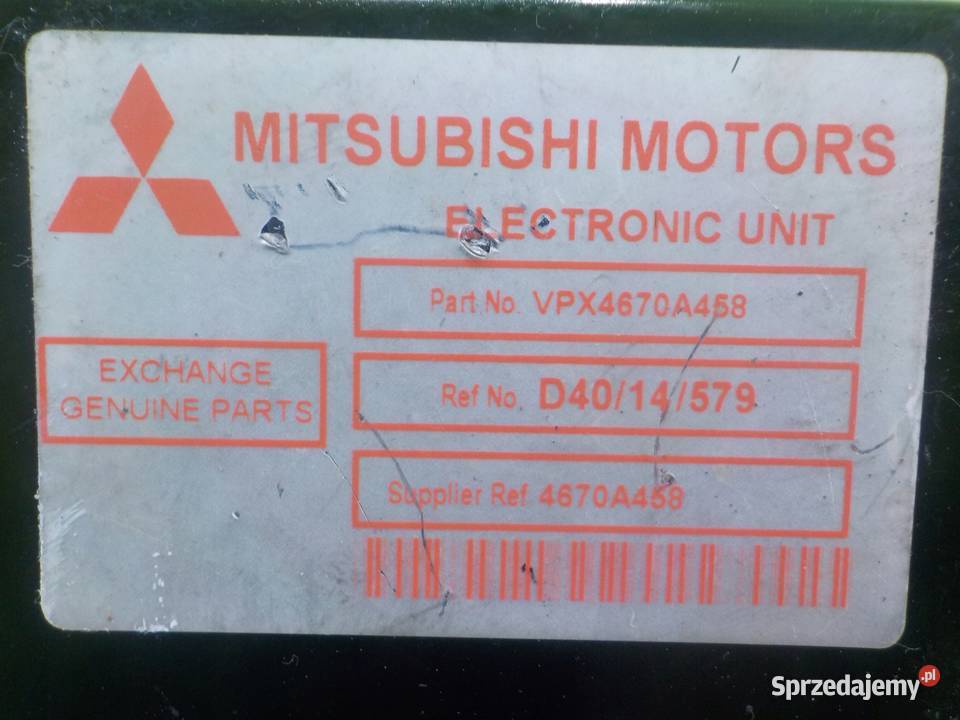 MITSUBISHI MOTORS
ELECTRONIC UNIT
Part No. VPX4670A458
EXCHANGE
GENUINE PARTS
Ref No. D40/14/579
Supplier Ref 4670A458
Sprzedajemy.pl